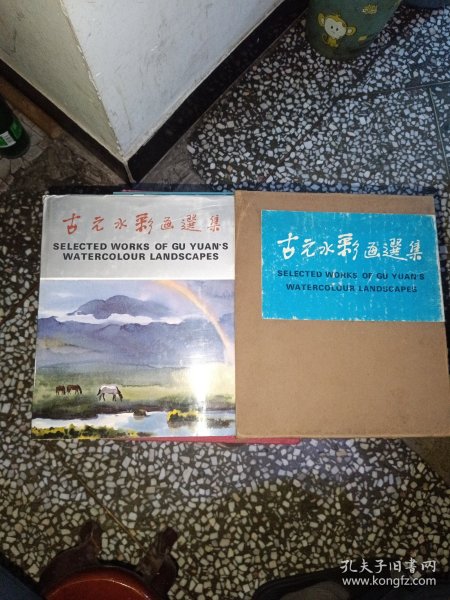 古元水彩画選集
SELECTED WORKS OF GU YUAN'S
WATERCOLOUR LANDSCAPES
古元水彩画選集
SELECTED WORKS OF GU YUAN'S
WATERCOLOUR LANDSCAPES
孔夫子旧书网
www.kongfz.com